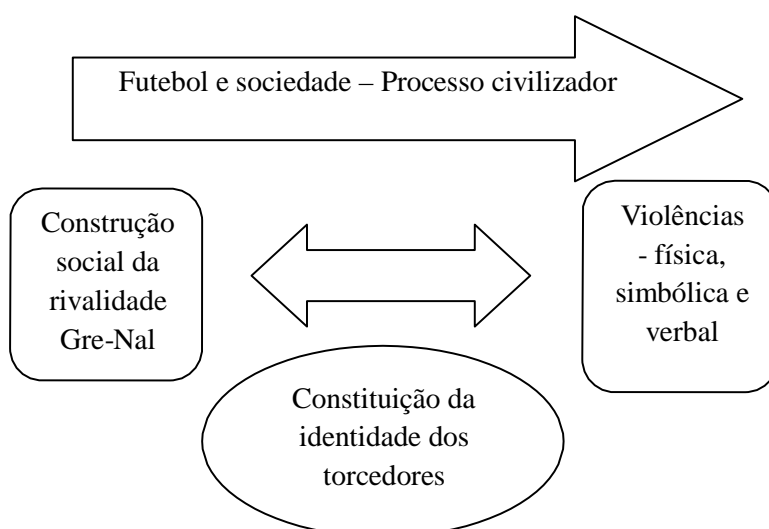 Futebol e sociedade – Processo civilizador
Construção
social da
rivalidade
Gre-Nal
Violências
- física,
simbólica e
verbal
Constituição da
identidade dos
torcedores